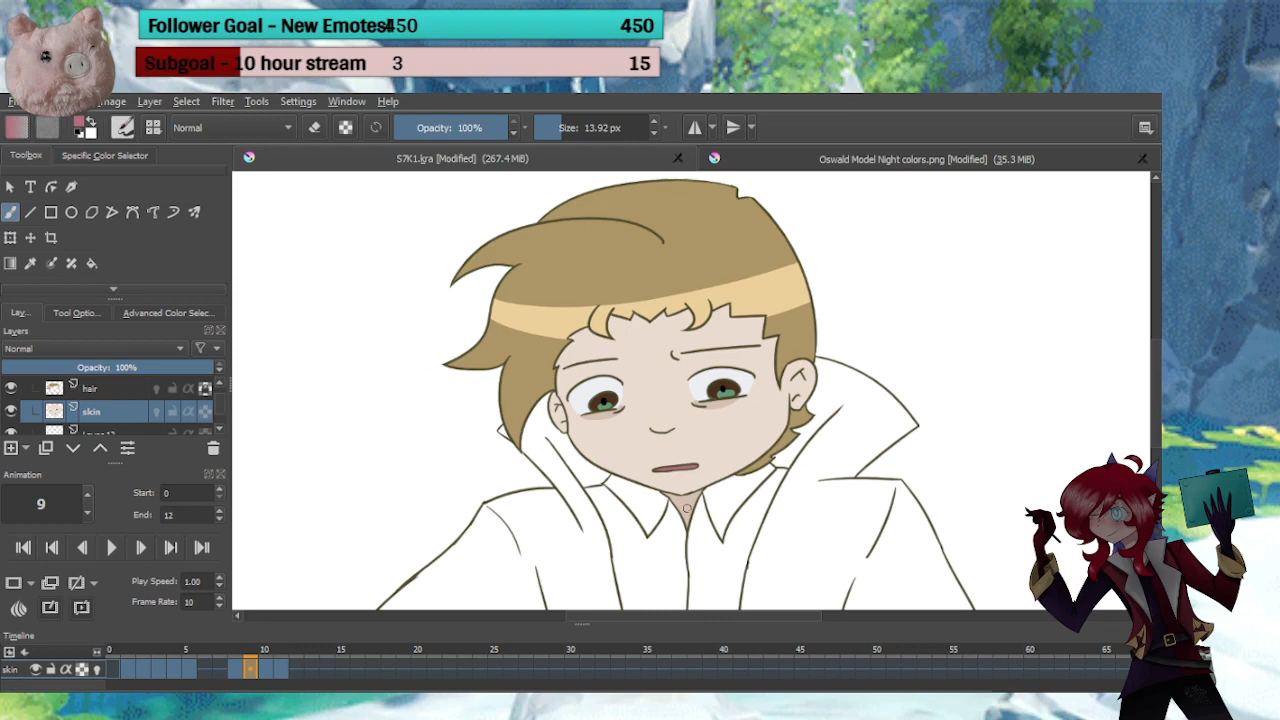 Follower Goal - New Emotes! 450 450
Subgoal - 10 hour stream 3 15
Image Layer Select Filter Tools Settings Window Help
Normal Opacity: 100% Size: 13.92 px
Toolbox Specific Color Selector S7K1.kra [Modified] (267.4 MiB) Oswald Model Night colors.png [Modified] (35.3 MiB)
Lay... Tool Optio... Advanced Color Selec...
Layers
Normal
Opacity: 100%
hair
skin
Animation
9 Start: 0
End: 12
Play Speed: 1.00
Frame Rate: 10
Timeline
0 5 10 15 20 25 30 35 40 45 50 55 60 65
skin